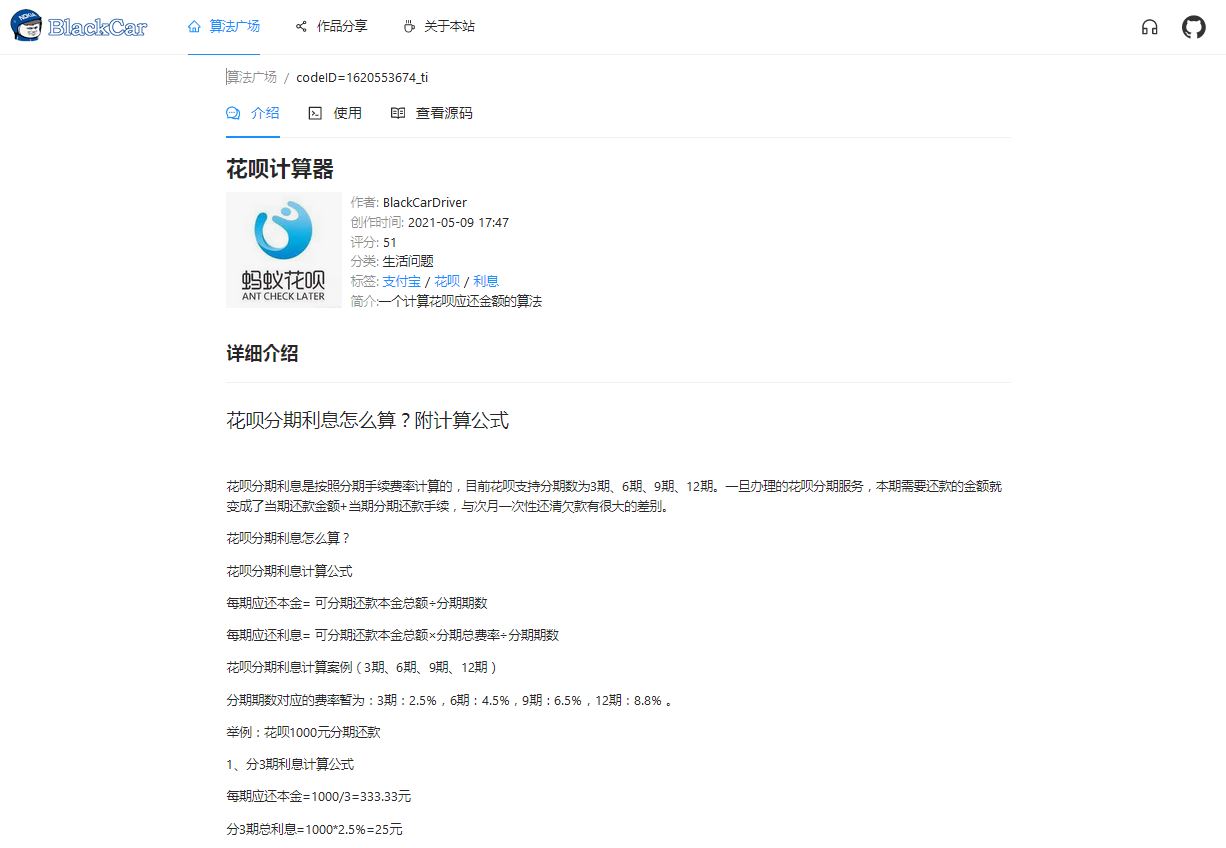 BlackCar
算法广场
作品分享
关于本站
算法广场 / codeID=1620553674_ti
介绍
使用
查看源码
花呗计算器
蚂蚁花呗
ANT CHECK LATER
作者: BlackCarDriver
创作时间: 2021-05-09 17:47
评分: 51
分类: 生活问题
标签: 支付宝 / 花呗 / 利息
简介:一个计算花呗应还金额的算法
详细介绍
花呗分期利息怎么算？附计算公式
花呗分期利息是按照分期手续费率计算的，目前花呗支持分期数为3期、6期、9期、12期。一旦办理的花呗分期服务，本期需要还款的金额就
变成了当期还款金额+当期分期还款手续，与次月一次性还清欠款有很大的差别。
花呗分期利息怎么算？
花呗分期利息计算公式
每期应还本金= 可分期还款本金总额÷分期期数
每期应还利息= 可分期还款本金总额×分期总费率÷分期期数
花呗分期利息计算案例（3期、6期、9期、12期）
分期期数对应的费率暂为：3期：2.5%，6期：4.5%，9期：6.5%，12期：8.8% 。
举例：花呗1000元分期还款
1、分3期利息计算公式
每期应还本金=1000/3=333.33元
分3期总利息=1000*2.5%=25元